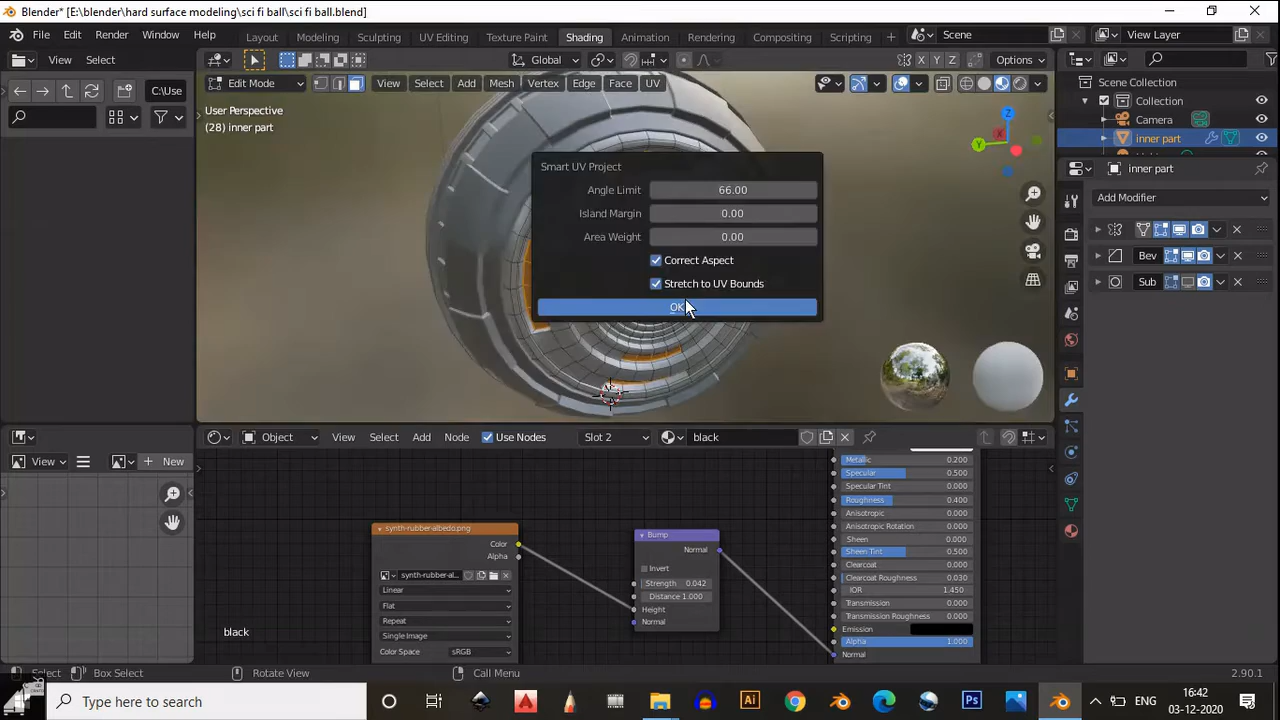 Blender* [E:\blender\hard surface modeling\sci fi ball\sci fi ball.blend]
File Edit Render Window Help
Layout Modeling Sculpting UV Editing Texture Paint Shading Animation Rendering Compositing Scripting
Scene
View Layer
View Select
Global
X Y Z
Options
C:\Use
Edit Mode
View Select Add Mesh Vertex Edge Face UV
User Perspective
(28) inner part
Z
X
Y
Scene Collection
Collection
Camera
inner part
inner part
Add Modifier
Bev
Sub
Smart UV Project
Angle Limit 66.00
Island Margin 0.00
Area Weight 0.00
Correct Aspect
Stretch to UV Bounds
OK
Object
View Select Add Node
Use Nodes
Slot 2
black
View
New
synth-rubber-albedo.png
Color
Alpha
synth-rubber-al...
Linear
Flat
Repeat
Single Image
Color Space sRGB
Bump
Normal
Invert
Strength 0.042
Distance 1.000
Height
Normal
Metallic 0.200
Specular 0.500
Specular Tint 0.000
Roughness 0.400
Anisotropic 0.000
Anisotropic Rotation 0.000
Sheen 0.000
Sheen Tint 0.500
Clearcoat 0.000
Clearcoat Roughness 0.030
IOR 1.450
Transmission 0.000
Transmission Roughness 0.000
Emission
Alpha 1.000
Normal
black
Select
Box Select
Rotate View
Call Menu
2.90.1
Type here to search
Ai
Ps
ENG
16:42
03-12-2020